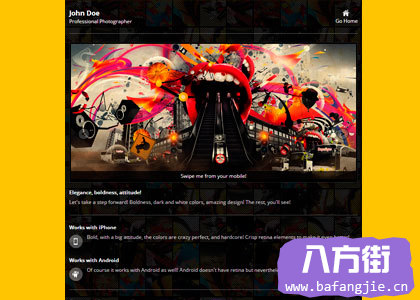 John Doe
Professional Photographer
Go Home
Swipe me from your mobile!
Elegance, boldness, attitude!
Let's take a step forward! Boldness, dark and white colors, amazing design! The rest, you'll see!
Works with iPhone
Bold, with a big attitude, the colors are crazy perfect, and hardcore! Crisp retina elements to make it even better!
Works with Android
Of course it works with Android as well! Android doesn't have retina but nevertheless
八方街
www.bafangjie.cn